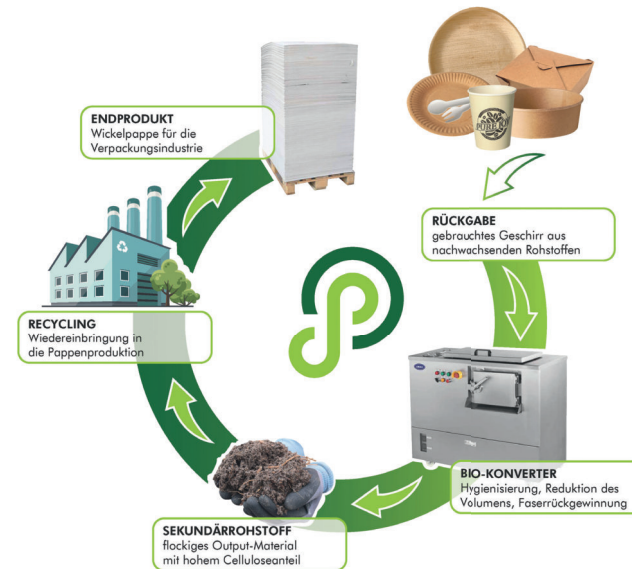 ENDPRODUKT
Wickelpappe für die
Verpackungsindustrie
PURE
RÜCKGABE
gebrauchtes Geschirr aus
nachwachsenden Rohstoffen
RECYCLING
Wiedereinbringung in
die Pappenproduktion
BIO-KONVERTER
Hygienisierung, Reduktion des
Volumens, Faserrückgewinnung
SEKUNDÄRROHSTOFF
flockiges Output-Material
mit hohem Celluloseanteil